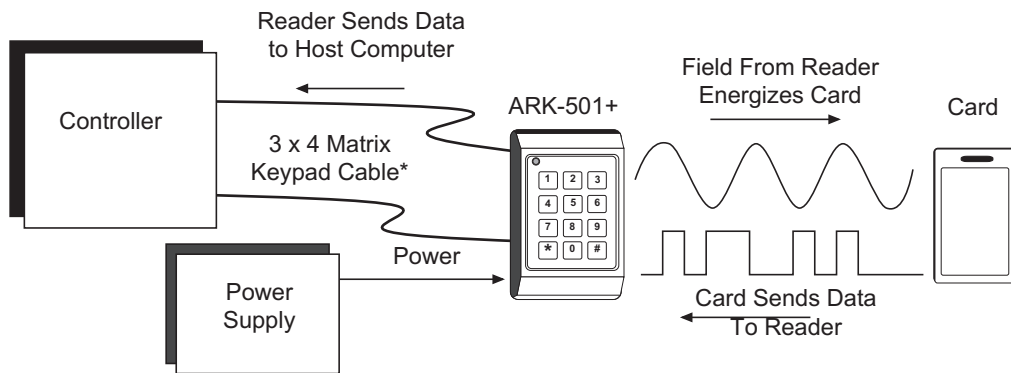 Reader Sends Data
to Host Computer
Controller
3 x 4 Matrix
Keypad Cable*
Power
Power
Supply
ARK-501+
1 2 3
4 5 6
7 8 9
* 0 #
Field From Reader
Energizes Card
Card
Card Sends Data
To Reader